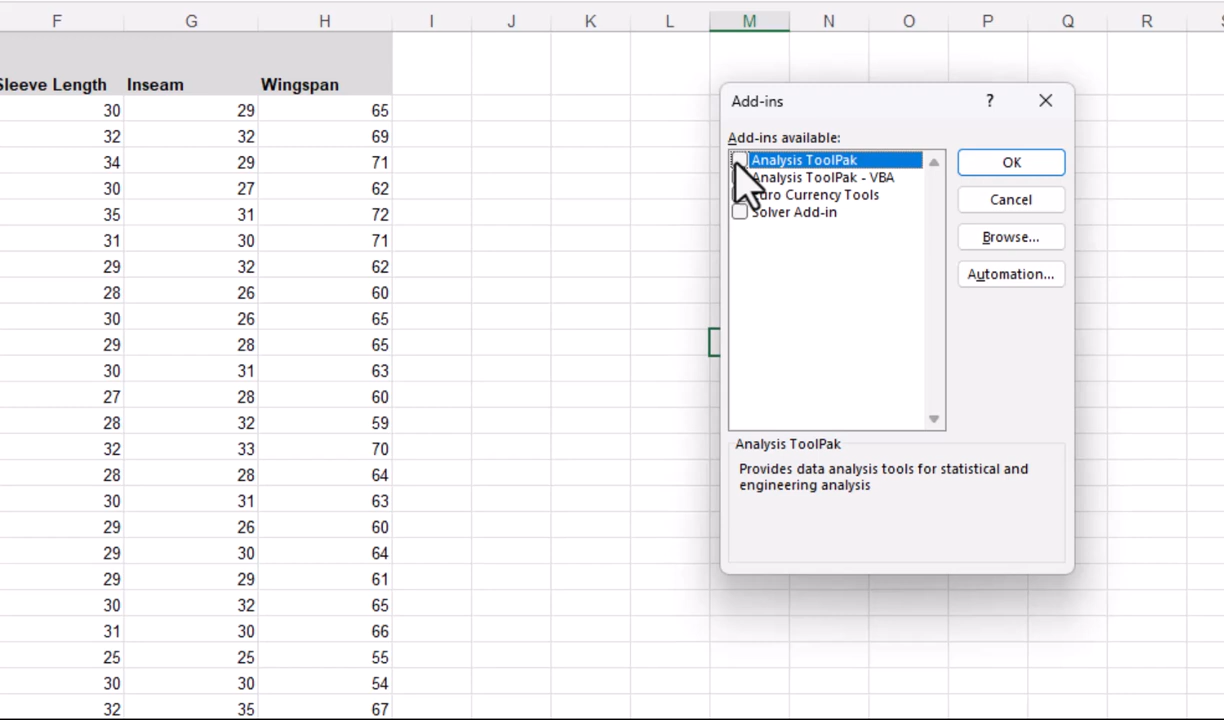 F G H I J K L M N O P Q R
Sleeve Length Inseam Wingspan
30 29 65
32 32 69
34 29 71
30 27 62
35 31 72
31 30 71
29 32 62
28 26 60
30 26 65
29 28 65
30 31 63
27 28 60
28 32 59
32 33 70
28 28 64
30 31 63
29 26 60
29 30 64
29 29 61
30 32 65
31 30 66
25 25 55
30 30 54
32 35 67
Add-ins ?
Add-ins available:
Analysis ToolPak
Analysis ToolPak - VBA
Euro Currency Tools
Solver Add-in
OK
Cancel
Browse...
Automation...
Analysis ToolPak
Provides data analysis tools for statistical and
engineering analysis